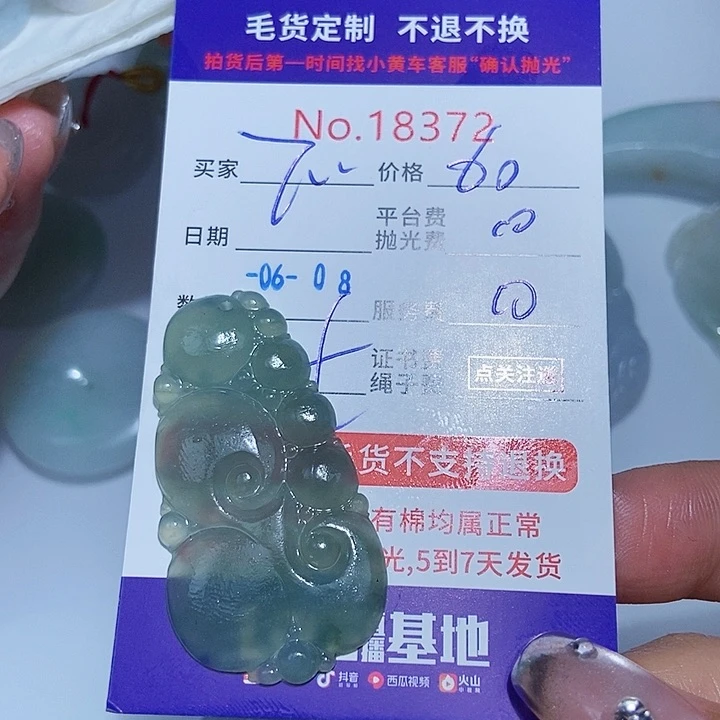 毛货定制 不退不换
拍货后第一时间找小黄车客服“确认抛光”
No.18372
买家 价格 60
日期 平台费
抛光费
-06-08
数 服务费
证书费
绳子费 点关注
货不支持退换
有棉均属正常
光,5到7天发货
播基地
抖音 西瓜视频 火山